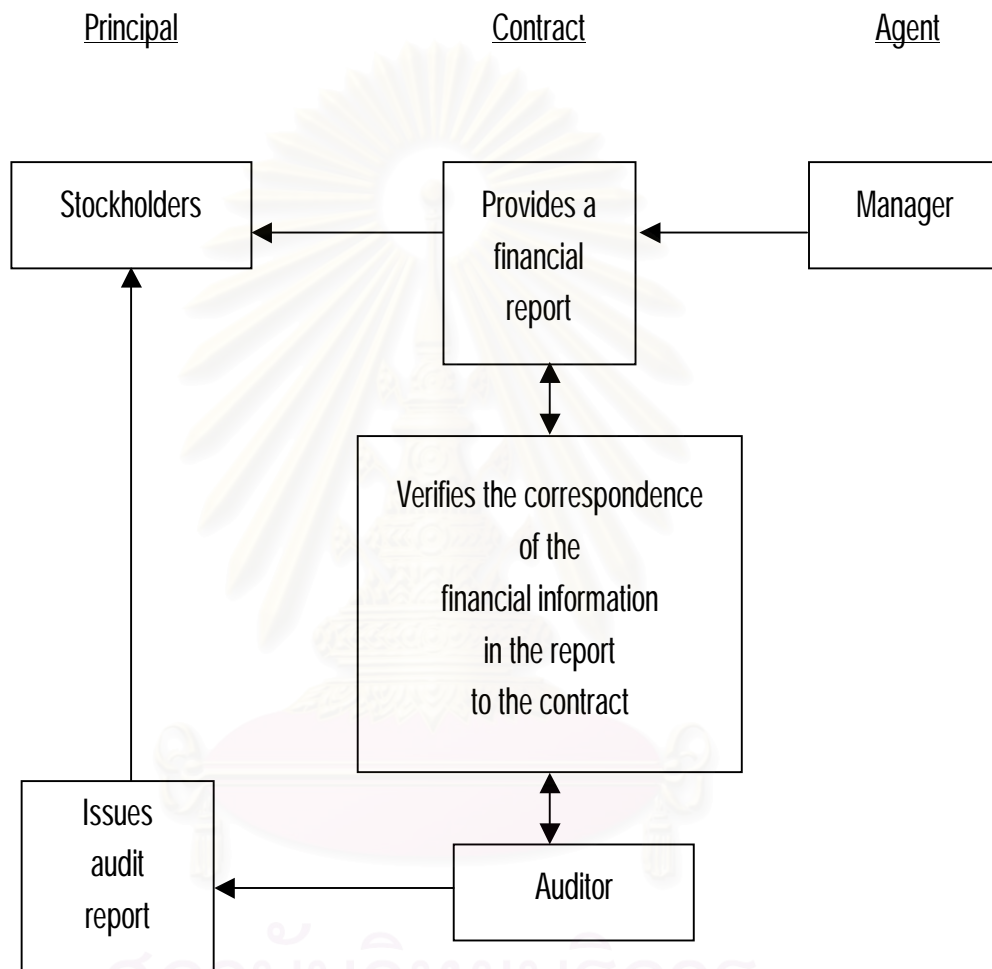 Principal Contract Agent
Stockholders
Provides a
financial
report
Manager
Verifies the correspondence
of the
financial information
in the report
to the contract
Issues
audit
report
Auditor